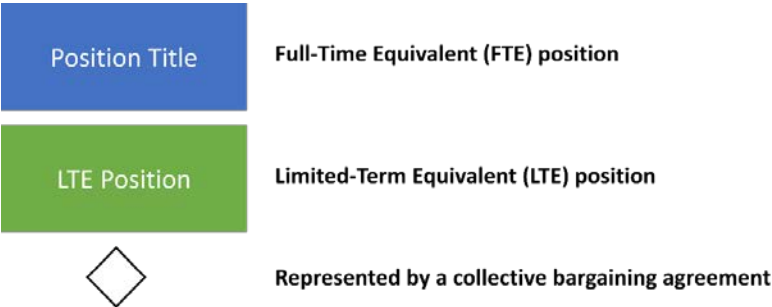 Position Title
Full-Time Equivalent (FTE) position
LTE Position
Limited-Term Equivalent (LTE) position
Represented by a collective bargaining agreement